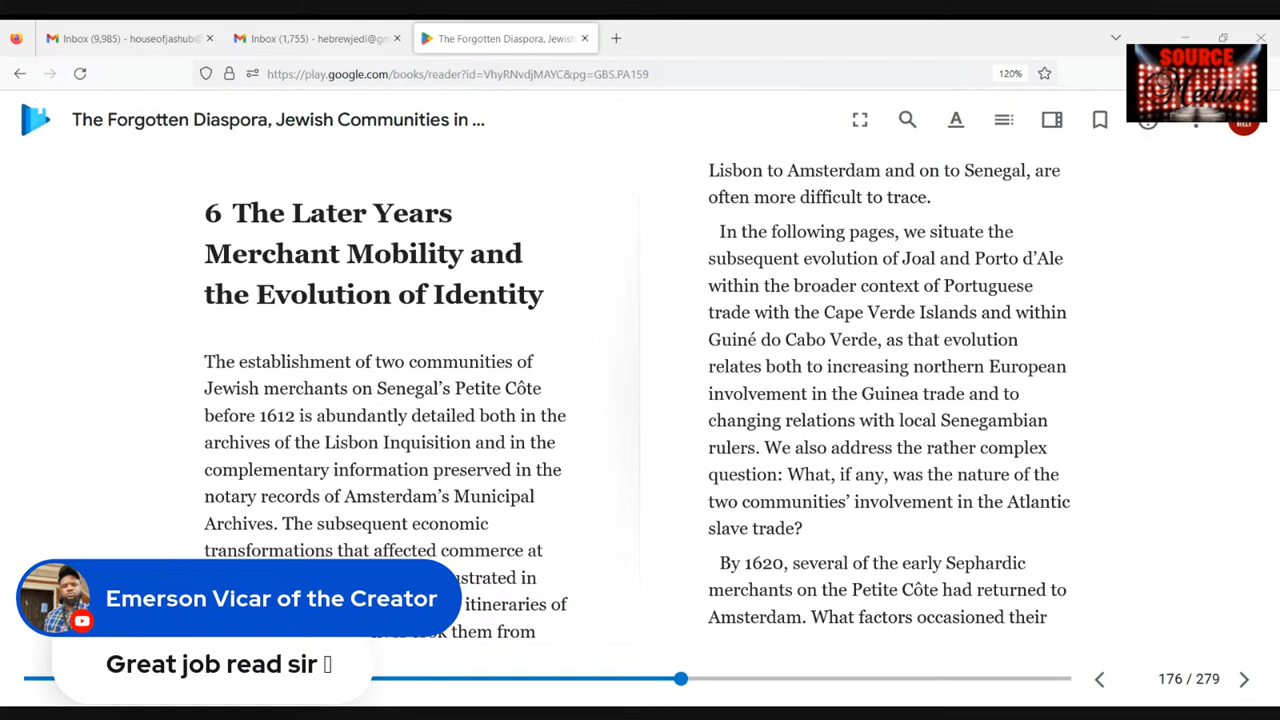 Inbox (9,985) - houseofjashub@
Inbox (1,755) - hebrewjedi@gm
The Forgotten Diaspora, Jewish
https://play.google.com/books/reader?id=VhyRNvdjMAYC&pg=GBS.PA159
120%
SOURCE
Media
The Forgotten Diaspora, Jewish Communities in ...
6 The Later Years
Merchant Mobility and
the Evolution of Identity
The establishment of two communities of
Jewish merchants on Senegal's Petite Côte
before 1612 is abundantly detailed both in the
archives of the Lisbon Inquisition and in the
complementary information preserved in the
notary records of Amsterdam's Municipal
Archives. The subsequent economic
transformations that affected commerce at
ustrated in
itineraries of
them from
Lisbon to Amsterdam and on to Senegal, are
often more difficult to trace.
In the following pages, we situate the
subsequent evolution of Joal and Porto d'Ale
within the broader context of Portuguese
trade with the Cape Verde Islands and within
Guiné do Cabo Verde, as that evolution
relates both to increasing northern European
involvement in the Guinea trade and to
changing relations with local Senegambian
rulers. We also address the rather complex
question: What, if any, was the nature of the
two communities' involvement in the Atlantic
slave trade?
By 1620, several of the early Sephardic
merchants on the Petite Côte had returned to
Amsterdam. What factors occasioned their
Emerson Vicar of the Creator
Great job read sir
176 / 279